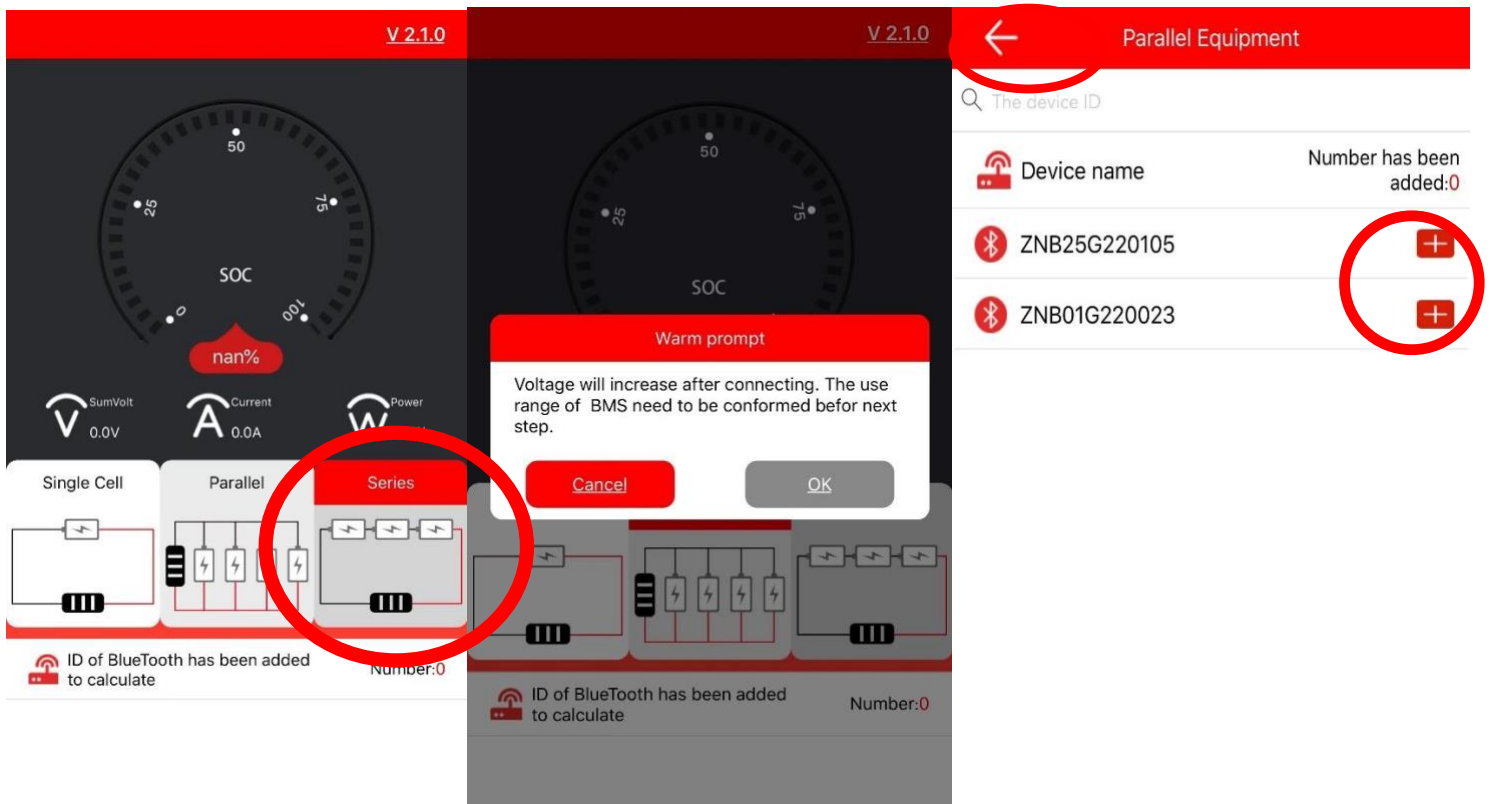 V 2.1.0
50
25
75
SOC
0
100
nan%
SumVolt
V 0.0V
Current
A 0.0A
Power
W
Single Cell
Parallel
Series
ID of BlueTooth has been added
to calculate
Number:0
V 2.1.0
50
25
75
SOC
Warm prompt
Voltage will increase after connecting. The use
range of BMS need to be conformed befor next
step.
Cancel
OK
ID of BlueTooth has been added
to calculate
Number:0
Parallel Equipment
The device ID
Device name
Number has been
added:0
ZNB25G220105
ZNB01G220023